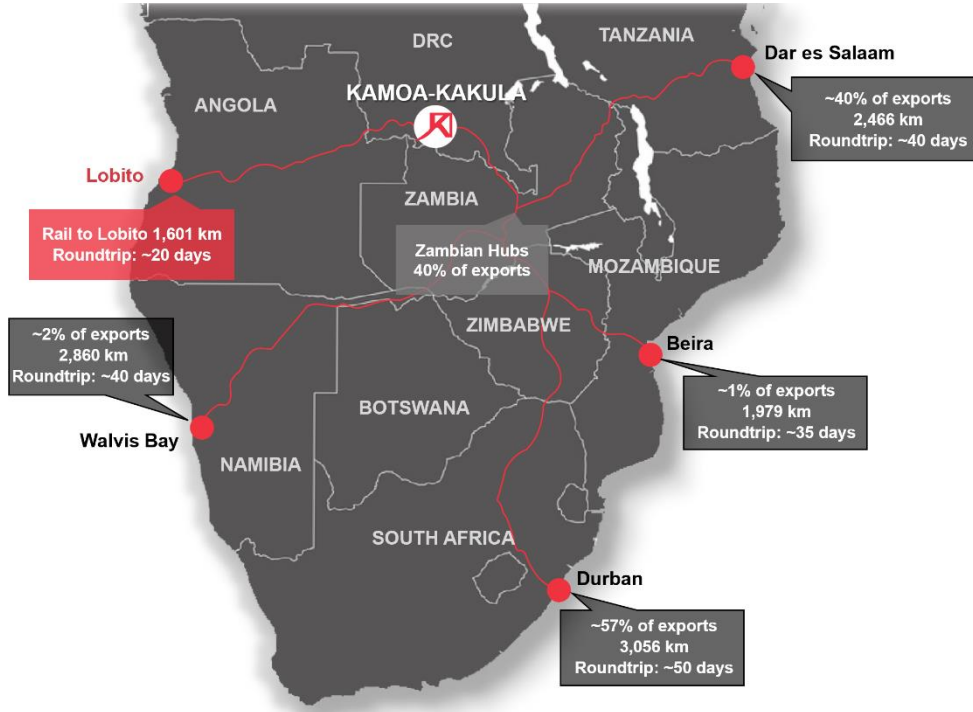 DRC
TANZANIA
Dar es Salaam
~40% of exports
2,466 km
Roundtrip: ~40 days
ANGOLA
KAMOA-KAKULA
Lobito
Rail to Lobito 1,601 km
Roundtrip: ~20 days
ZAMBIA
Zambian Hubs
40% of exports
MOZAMBIQUE
~2% of exports
2,860 km
Roundtrip: ~40 days
Walvis Bay
ZIMBABWE
Beira
~1% of exports
1,979 km
Roundtrip: ~35 days
BOTSWANA
NAMIBIA
SOUTH AFRICA
Durban
~57% of exports
3,056 km
Roundtrip: ~50 days